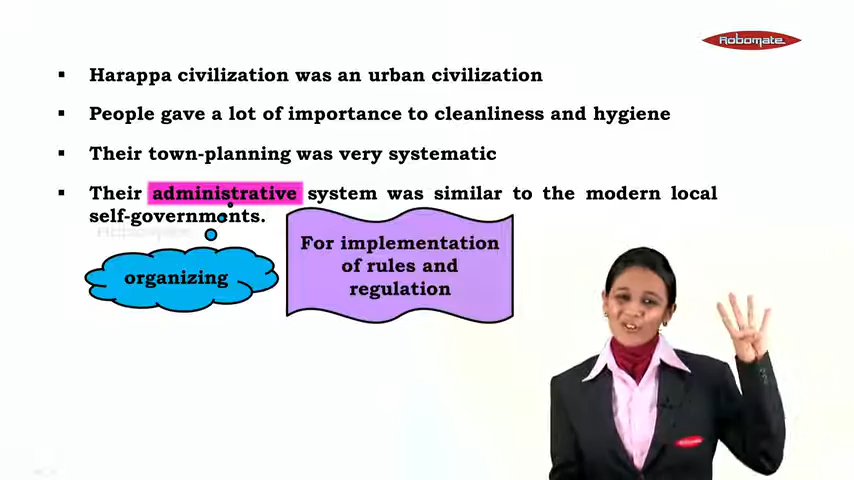 Robomate
▪ Harappa civilization was an urban civilization
▪ People gave a lot of importance to cleanliness and hygiene
▪ Their town-planning was very systematic
▪ Their administrative system was similar to the modern local
self-governments.
Robomate
organizing
For implementation
of rules and
regulation